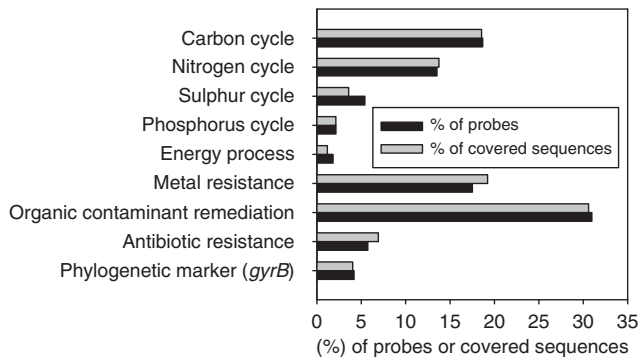 Carbon cycle
Nitrogen cycle
Sulphur cycle
Phosphorus cycle
Energy process
Metal resistance
Organic contaminant remediation
Antibiotic resistance
Phylogenetic marker (gyrB)
% of probes
% of covered sequences
0 5 10 15 20 25 30 35
(%) of probes or covered sequences